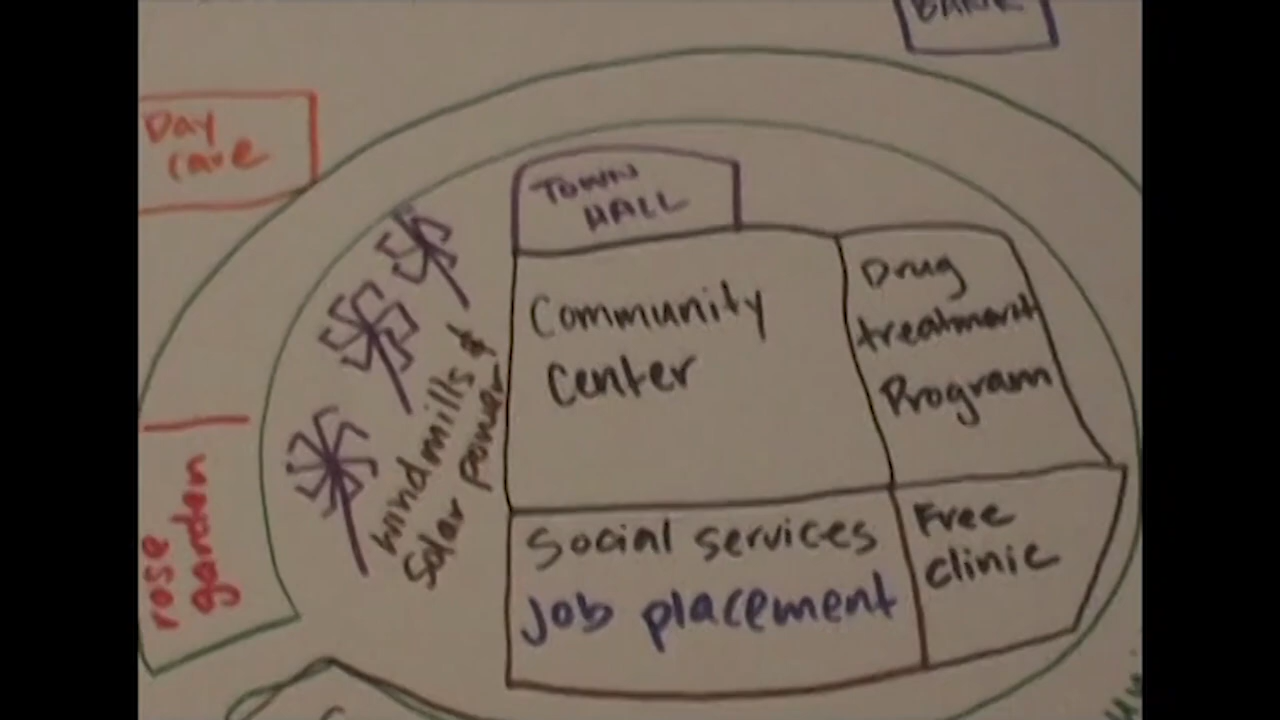 BANK
Day
care
TOWN
HALL
Community
Center
Drug
treatment
Program
windmills &
solar power
rose
garden
Social services
Job placement
Free
clinic